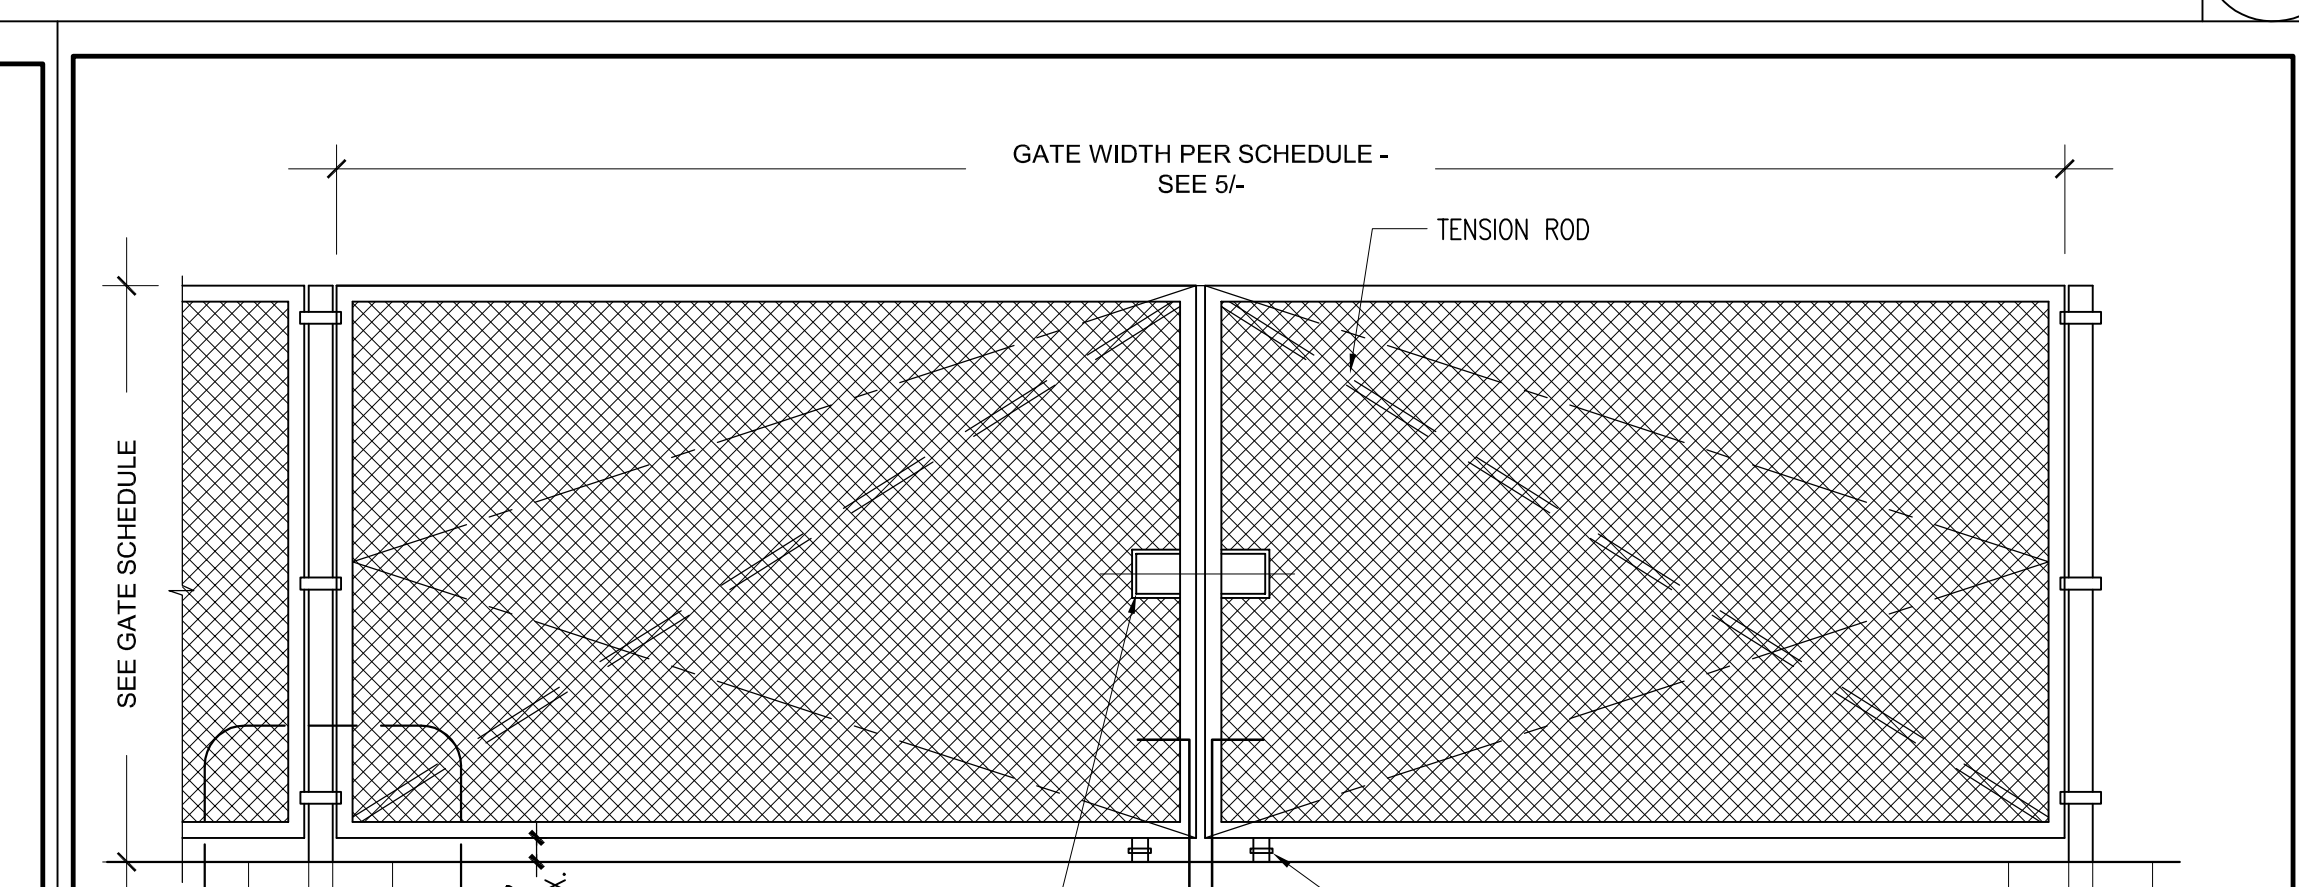 GATE WIDTH PER SCHEDULE -
SEE 5/-
TENSION ROD
SEE GATE SCHEDULE